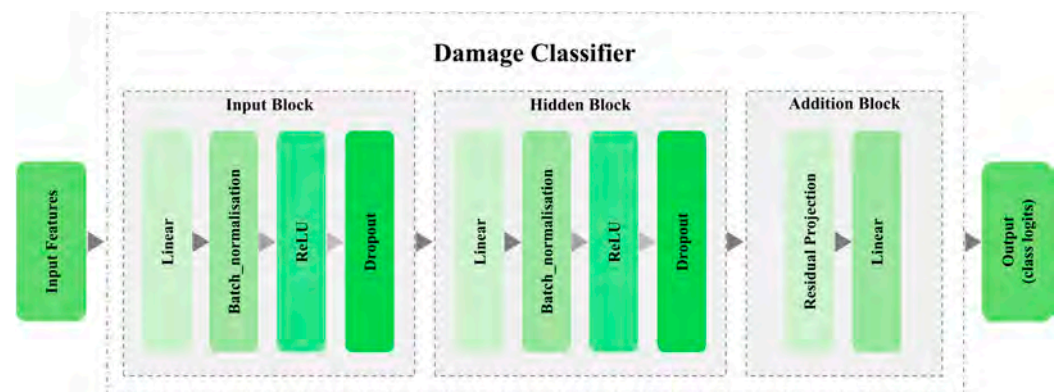 Damage Classifier
Input Features
Input Block
Linear
Batch_normalisation
ReLU
Dropout
Hidden Block
Linear
Batch_normalisation
ReLU
Dropout
Addition Block
Residual Projection
Linear
Output
(class logits)